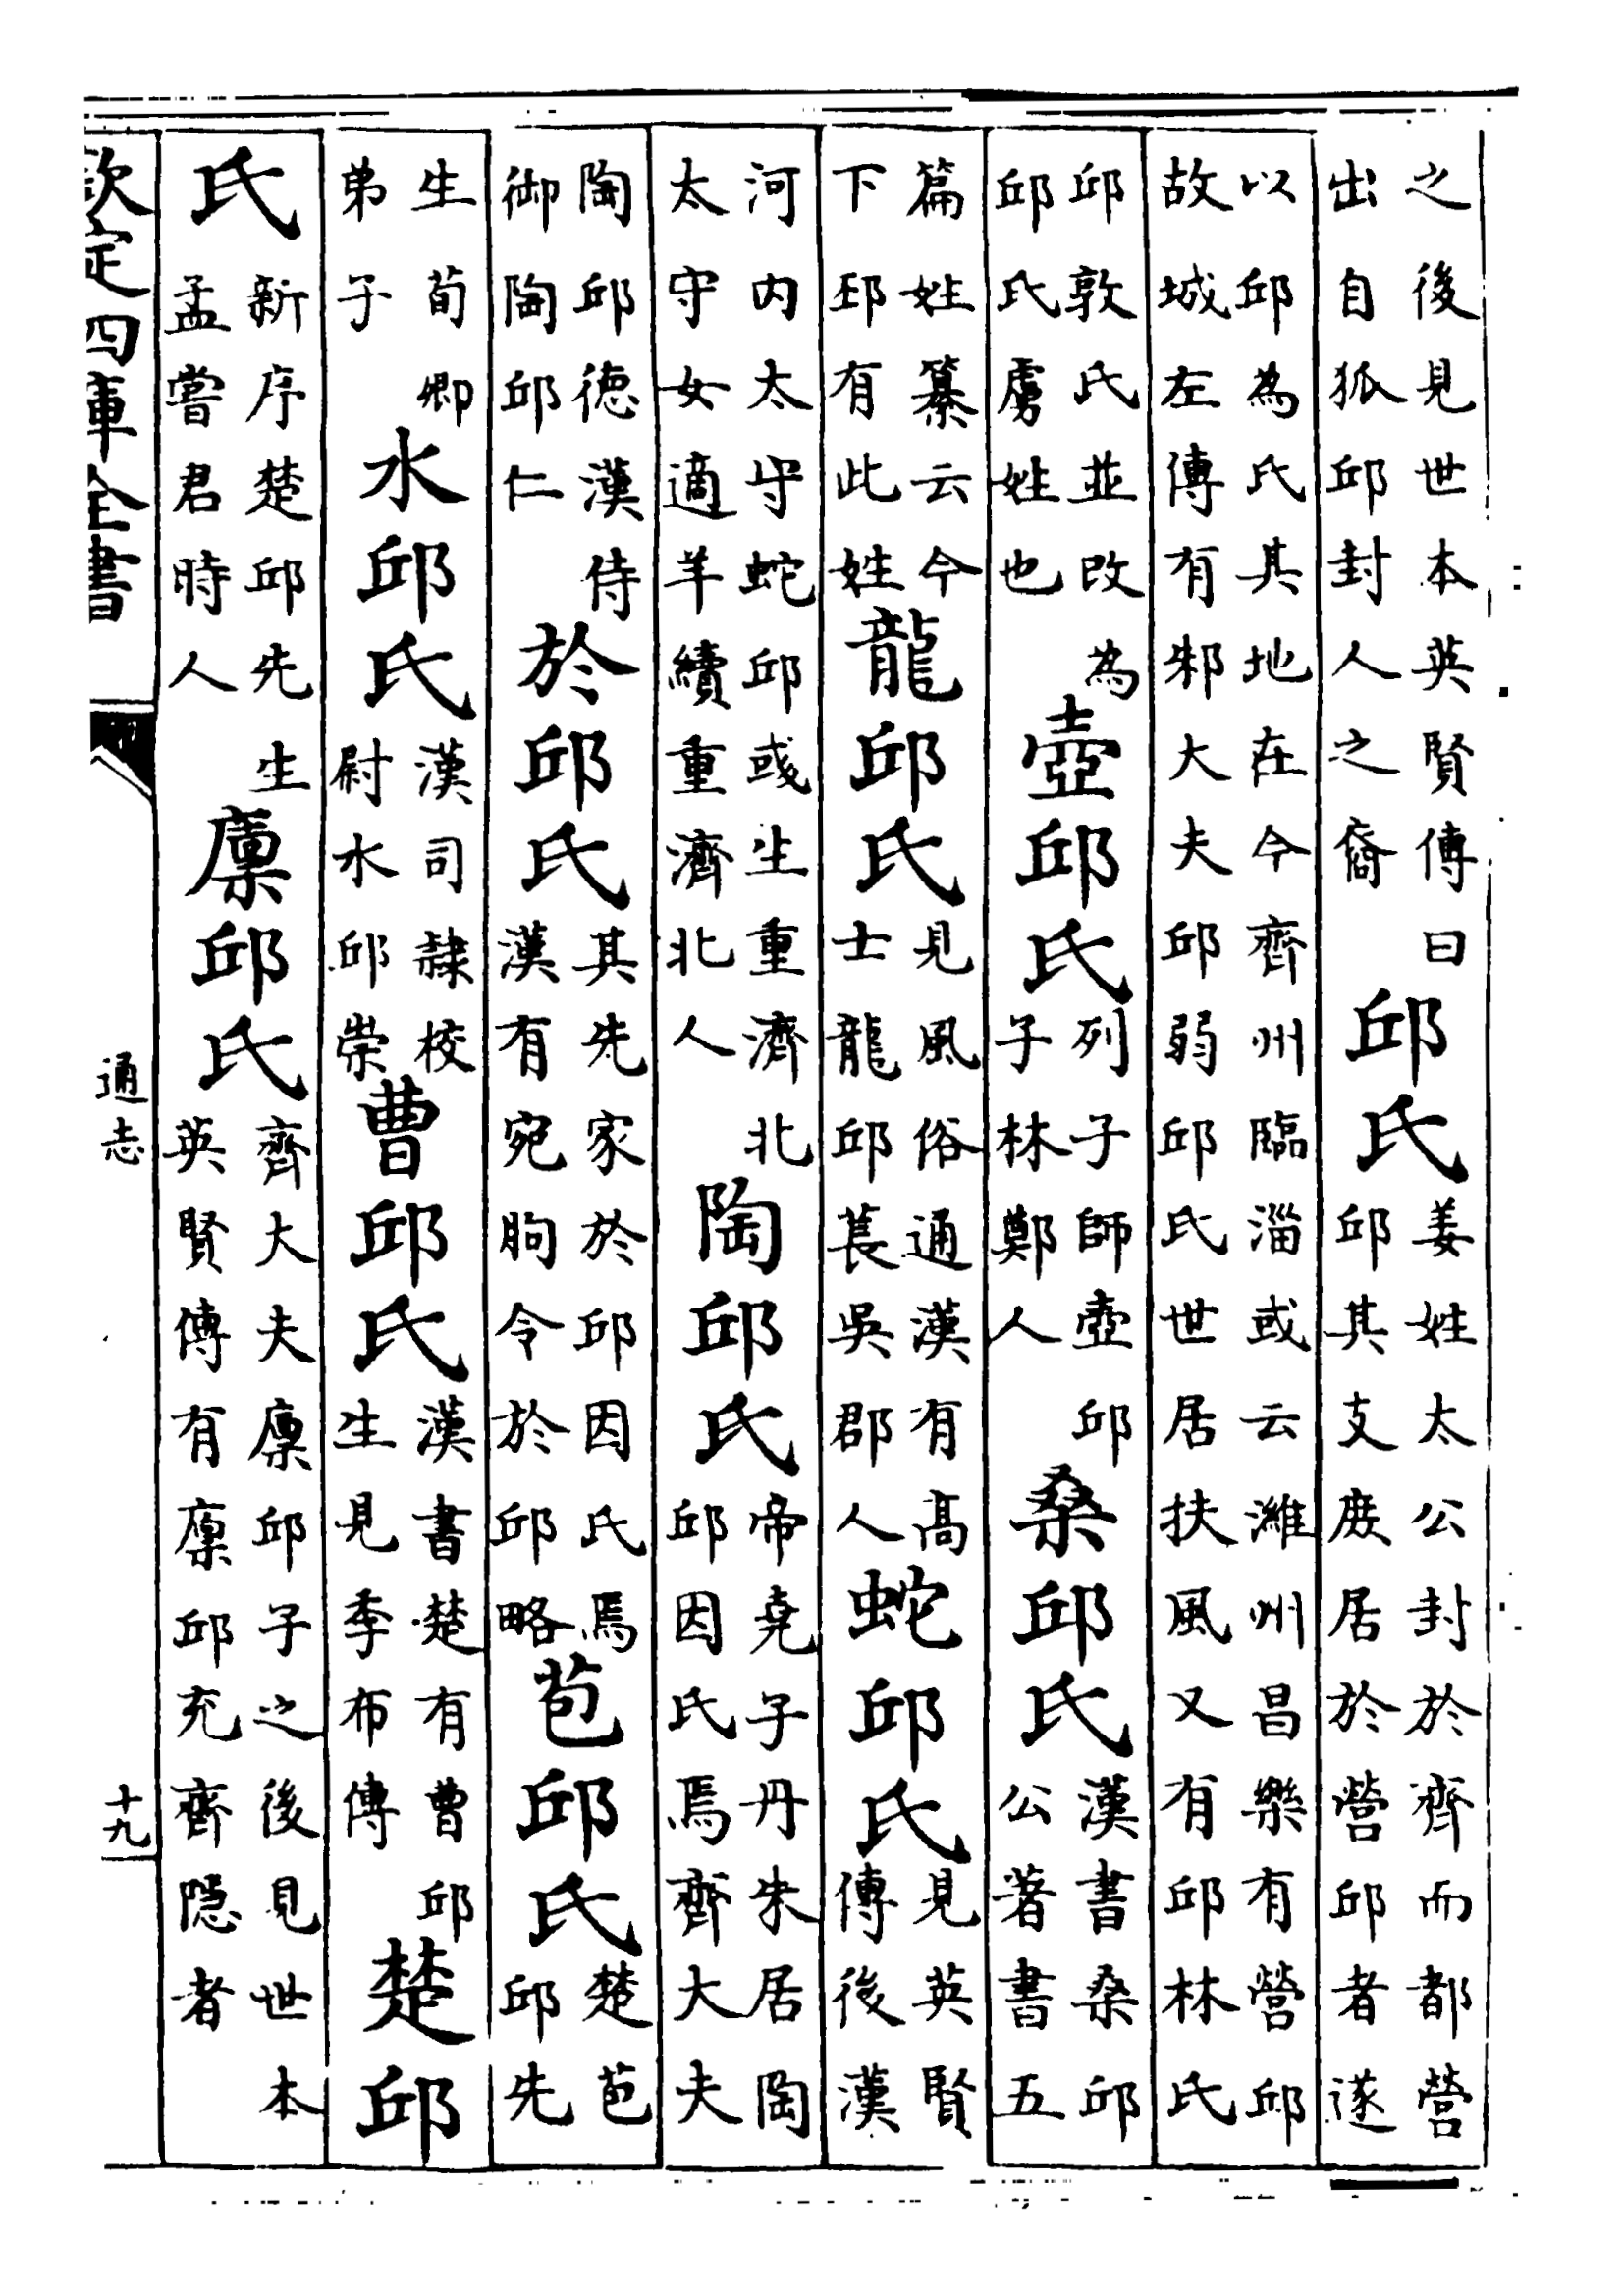 之後見世本英賢傳曰出自狐邱封人之裔邱氏姜姓太公封於齊而都營邱其支庶居於營邱者遂
以邱為氏其地在今齊州臨淄或云濰州昌樂有營邱故城左傳有邾大夫邱弱邱氏世居扶風又有邱林氏
邱敦氏並改為邱氏虜姓也壺邱氏列子師壺邱子林鄭人桑邱氏漢書桑邱公著書五
篇姓纂云今下邳有此姓龍邱氏見風俗通漢有高士龍邱萇吳郡人蛇邱氏見英賢傳後漢
河内太守蛇邱彧生重濟北太守女適羊續重濟北人陶邱氏帝堯子丹朱居陶邱因氏焉齊大夫
陶邱德漢侍御陶邱仁於邱氏其先家於邱因氏焉漢有宛朐令於邱略苞邱氏楚苞邱先
生荀卿弟子水邱氏漢司隸校尉水邱崇曹邱氏漢書楚有曹邱生見季布傳楚邱
氏新序楚邱先生孟嘗君時人廩邱氏齊大夫廩邱子之後見世本英賢傳有廩邱充齊隱者
欽定四庫全書
通志
十九